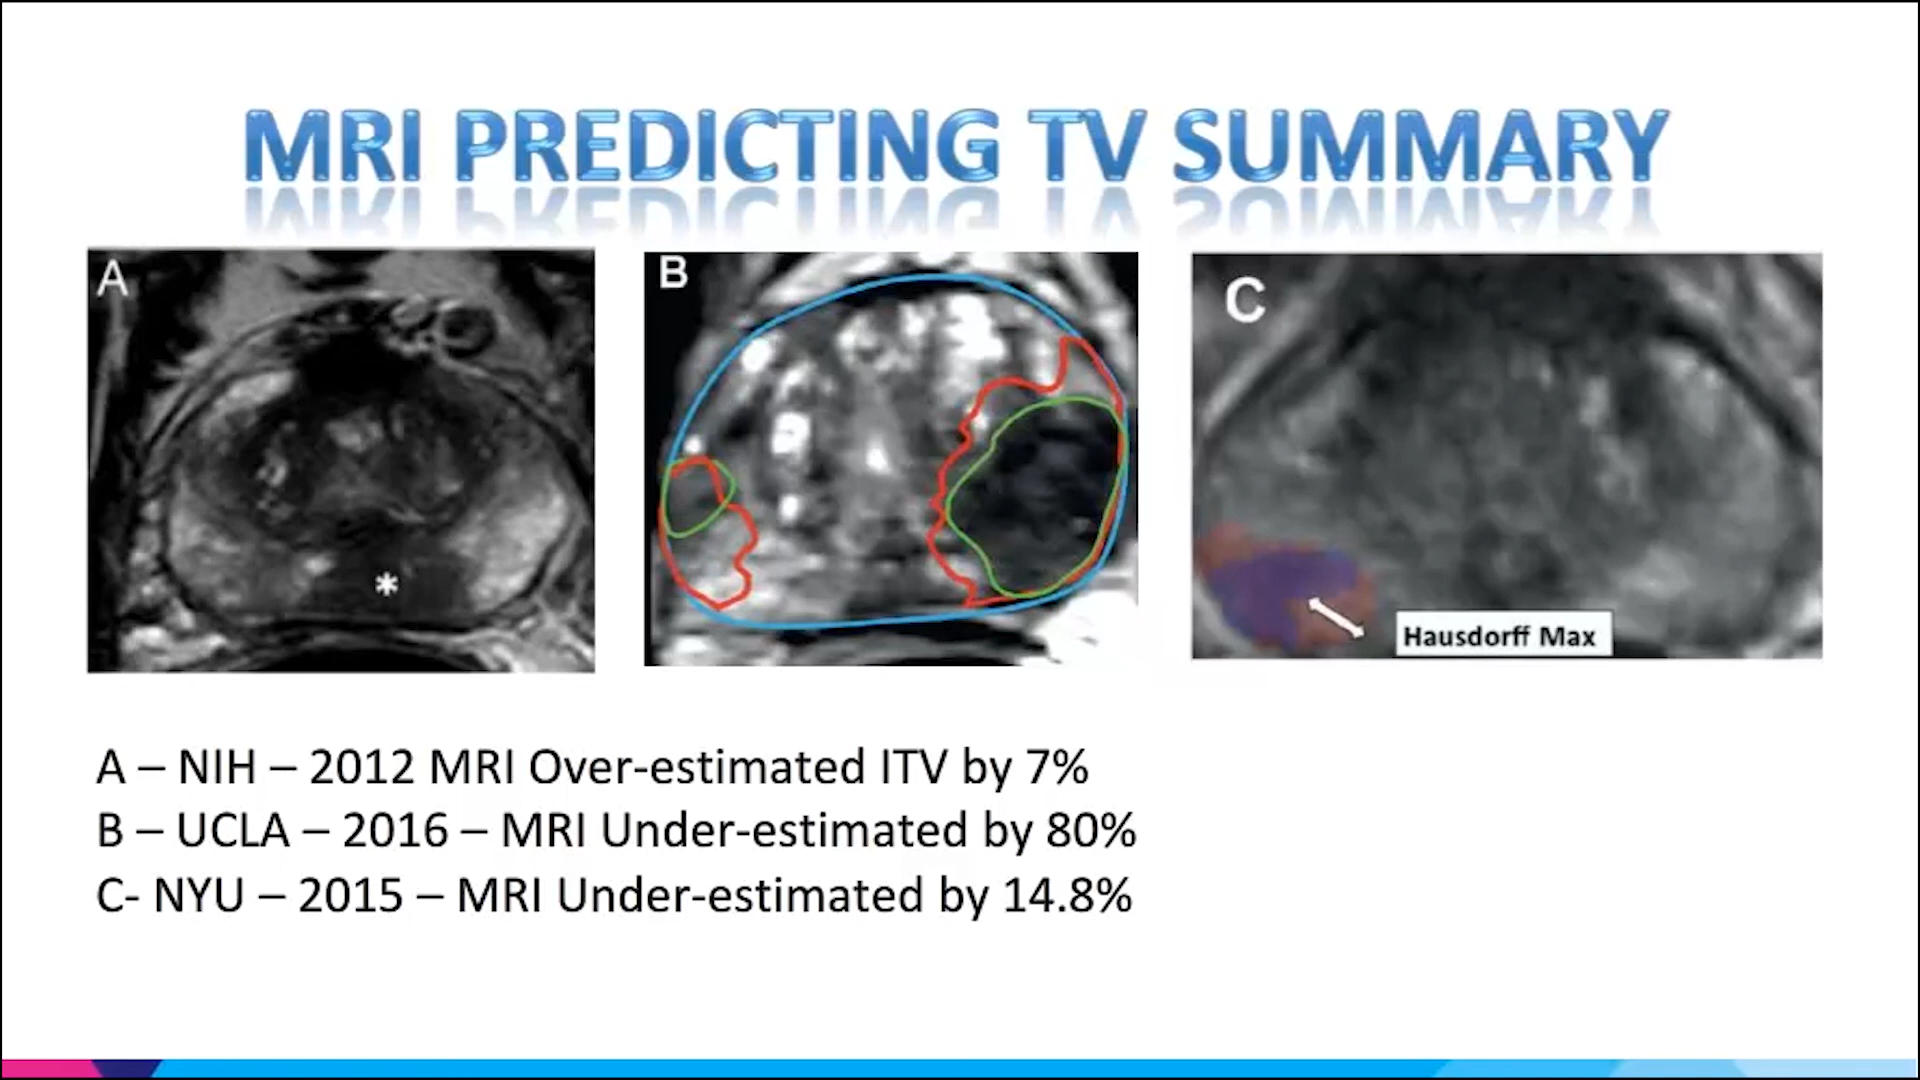 MRI PREDICTING TV SUMMARY
A
B
C
*
Hausdorff Max
A – NIH – 2012 MRI Over-estimated ITV by 7%
B – UCLA – 2016 – MRI Under-estimated by 80%
C- NYU – 2015 – MRI Under-estimated by 14.8%